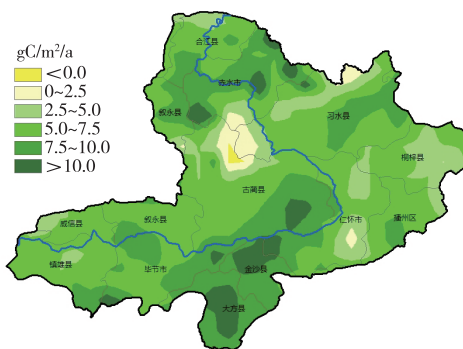 gC/m²/a
<0.0
0~2.5
2.5~5.0
5.0~7.5
7.5~10.0
>10.0
合江县
赤水市
叙永县
习水县
桐梓县
古蔺县
仁怀市
播州区
叙永县
威信县
镇雄县
毕节市
金沙县
大方县